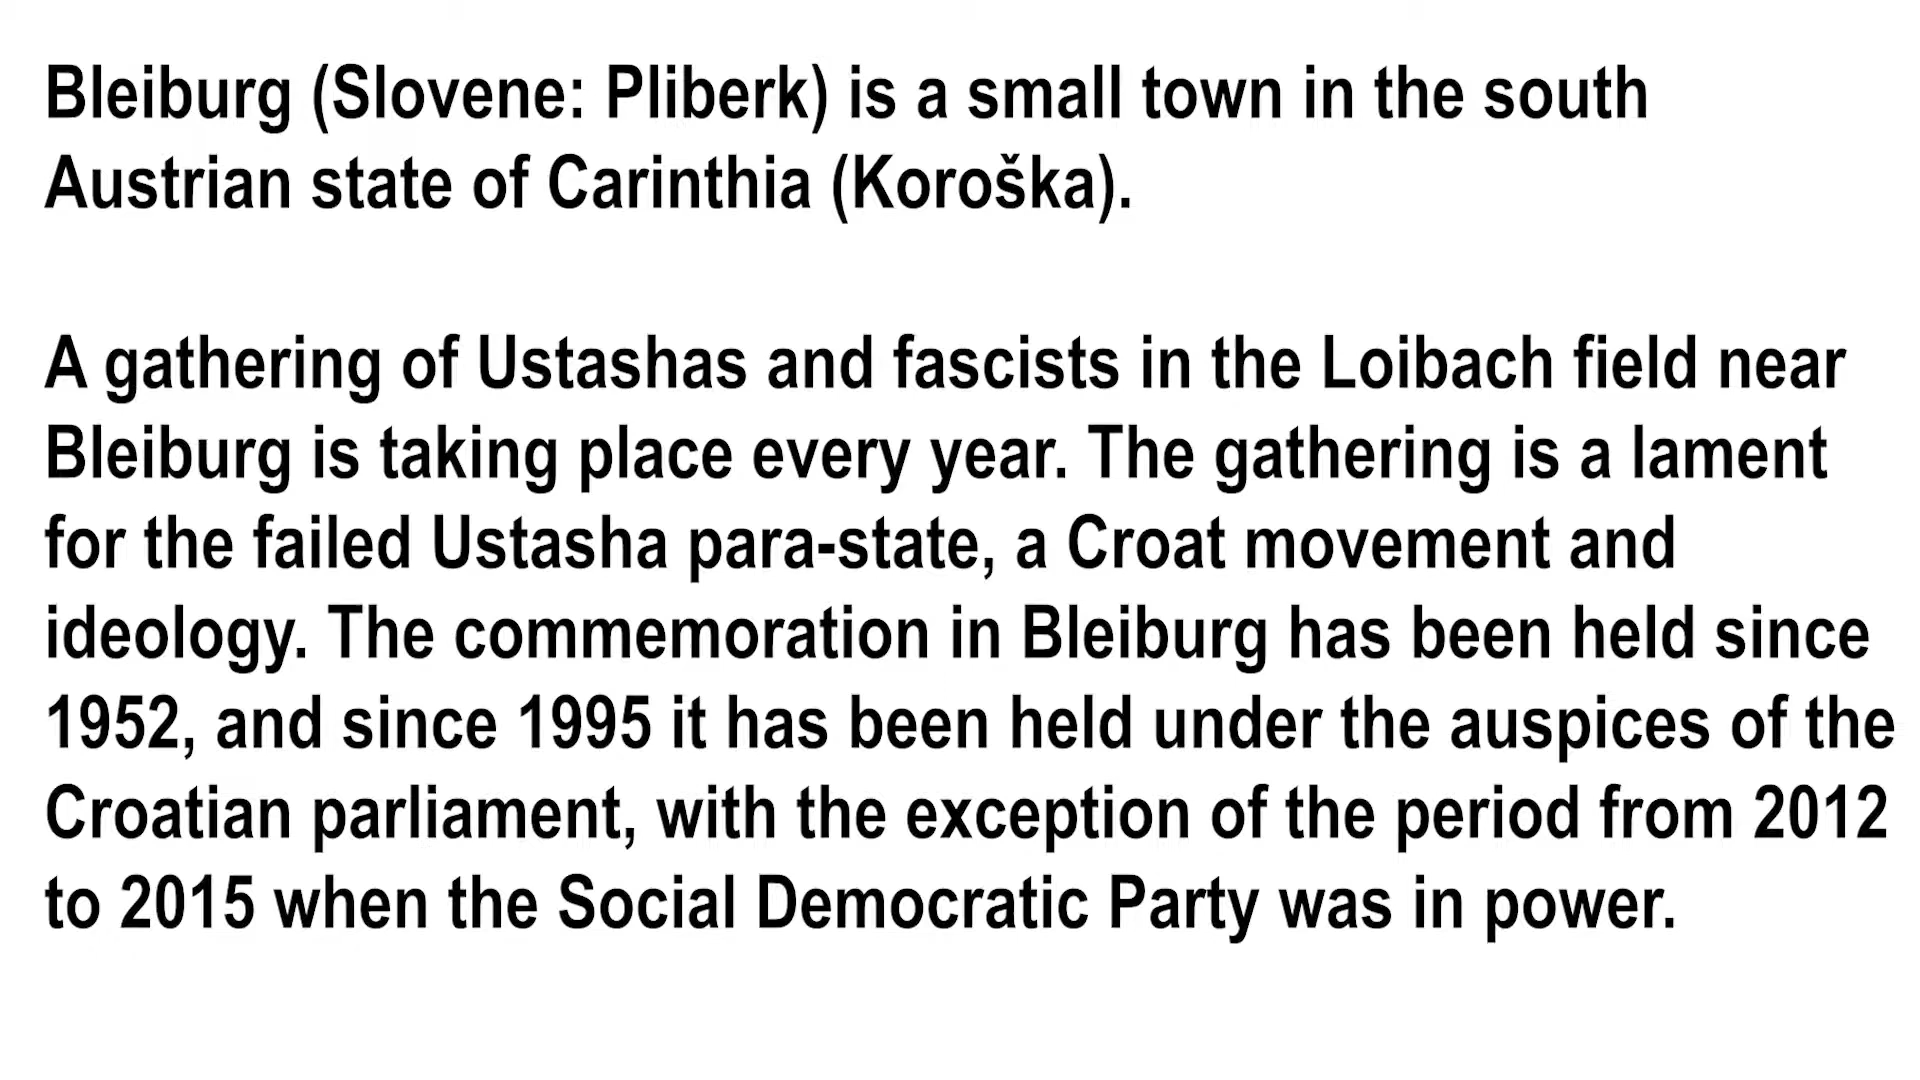 Bleiburg (Slovene: Pliberk) is a small town in the south
Austrian state of Carinthia (Koroška).
A gathering of Ustashas and fascists in the Loibach field near
Bleiburg is taking place every year. The gathering is a lament
for the failed Ustasha para-state, a Croat movement and
ideology. The commemoration in Bleiburg has been held since
1952, and since 1995 it has been held under the auspices of the
Croatian parliament, with the exception of the period from 2012
to 2015 when the Social Democratic Party was in power.